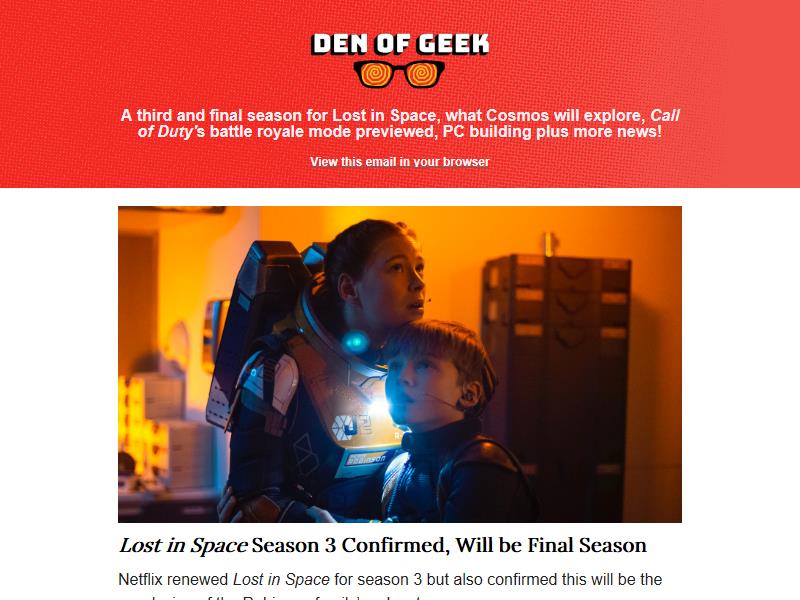 DEN OF GEEK
A third and final season for Lost in Space, what Cosmos will explore, Call
of Duty's battle royale mode previewed, PC building plus more news!
View this email in your browser
ROBINSON
Lost in Space Season 3 Confirmed, Will be Final Season
Netflix renewed Lost in Space for season 3 but also confirmed this will be the